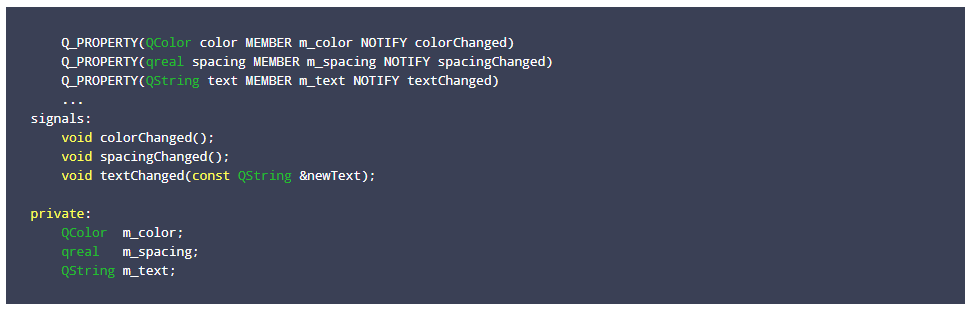 Q_PROPERTY(QColor color MEMBER m_color NOTIFY colorChanged)
Q_PROPERTY(qreal spacing MEMBER m_spacing NOTIFY spacingChanged)
Q_PROPERTY(QString text MEMBER m_text NOTIFY textChanged)
...
signals:
void colorChanged();
void spacingChanged();
void textChanged(const QString &newText);
private:
QColor  m_color;
qreal   m_spacing;
QString m_text;